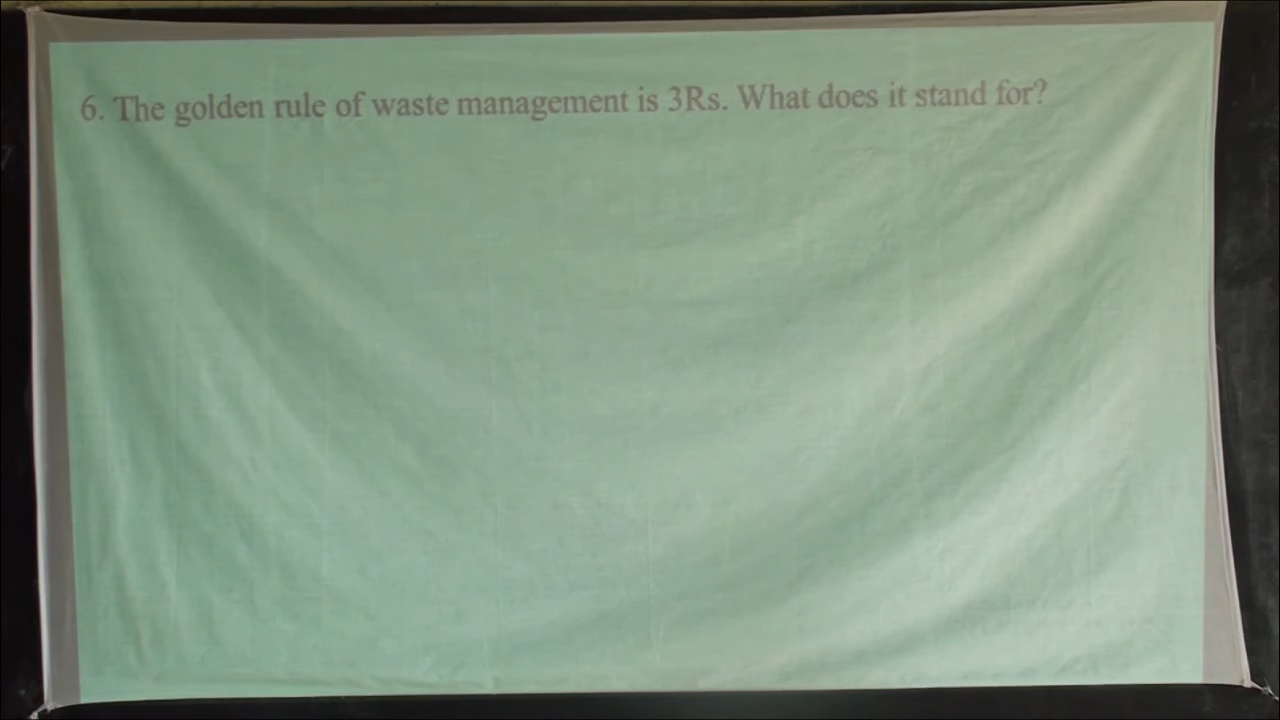 6. The golden rule of waste management is 3Rs. What does it stand for?